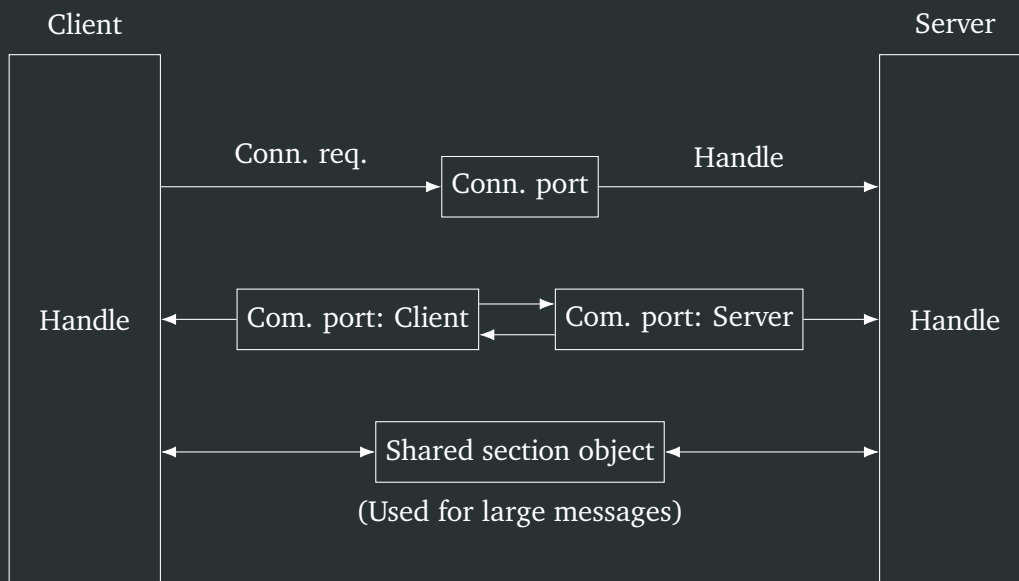 Client
Server
Conn. req.
Conn. port
Handle
Handle
Com. port: Client
Com. port: Server
Handle
Shared section object
(Used for large messages)